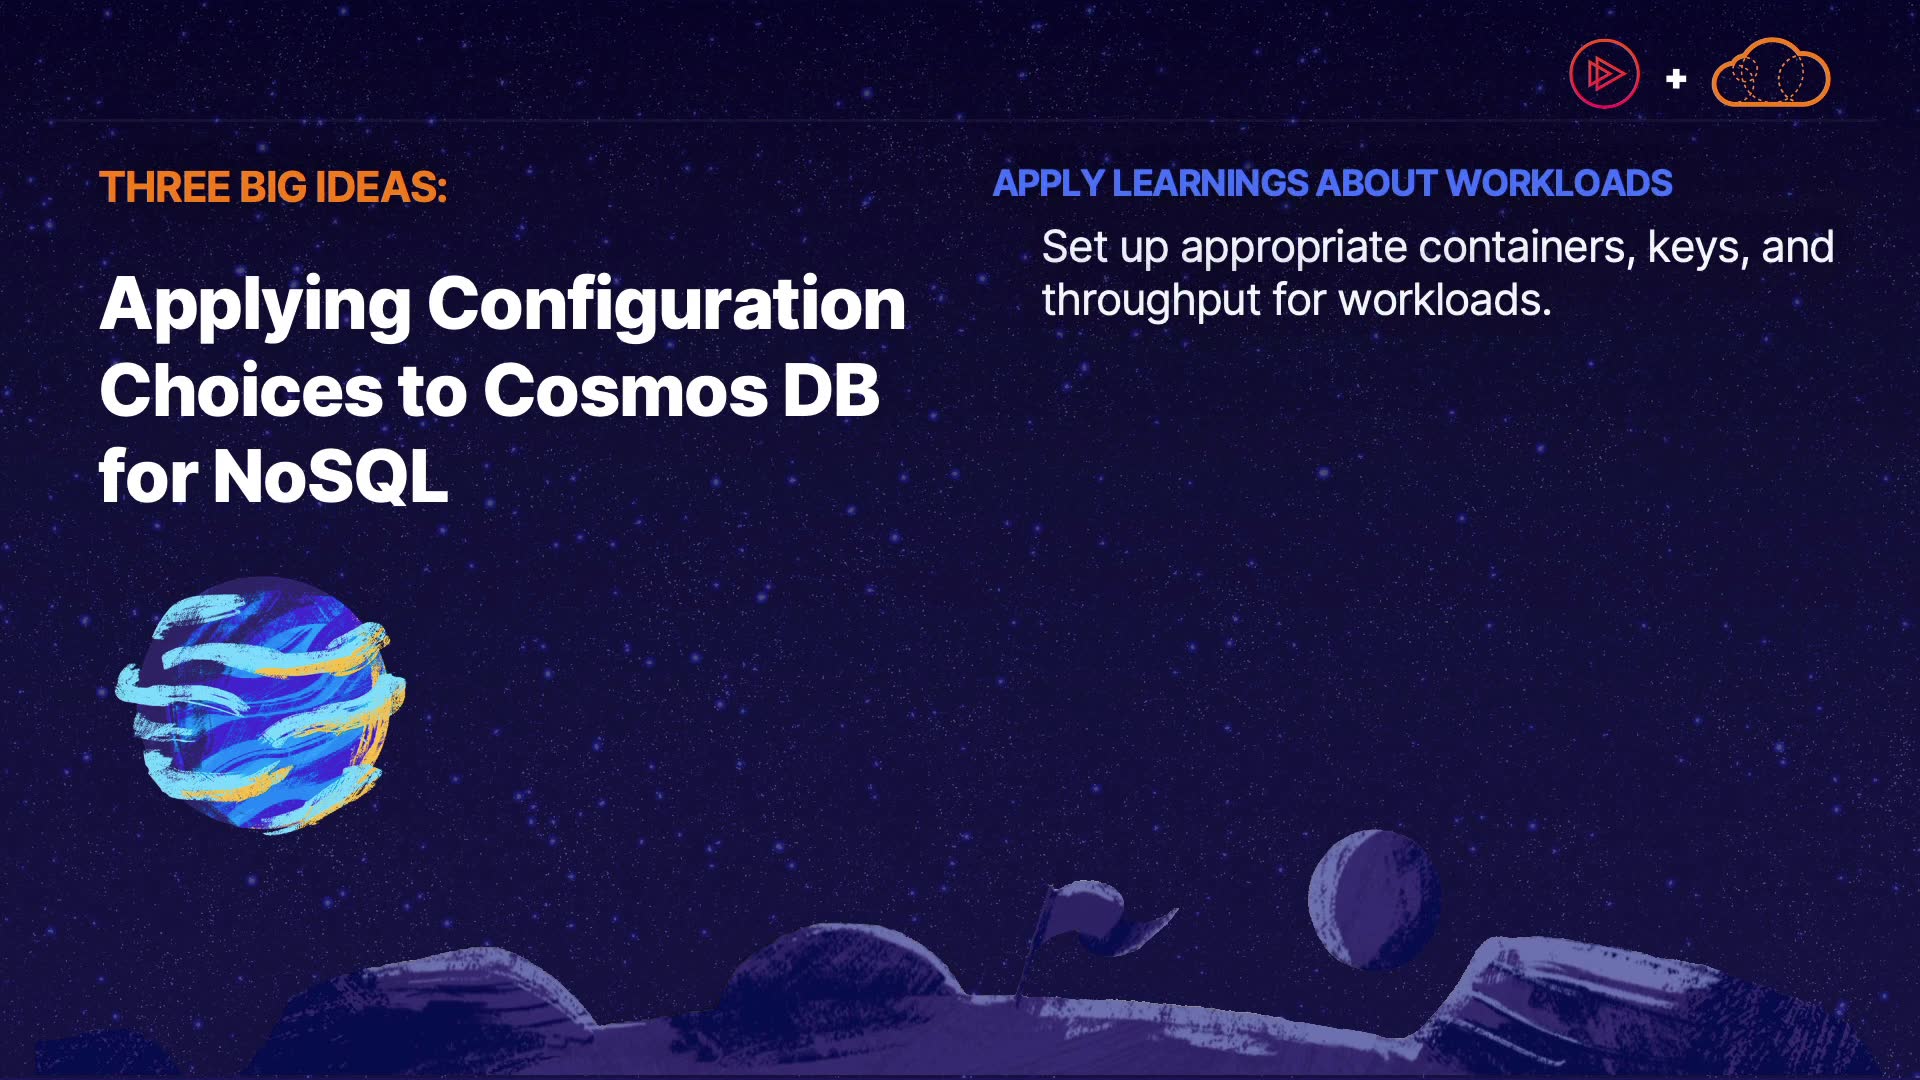 THREE BIG IDEAS:
Applying Configuration
Choices to Cosmos DB
for NoSQL
APPLY LEARNINGS ABOUT WORKLOADS
Set up appropriate containers, keys, and
throughput for workloads.